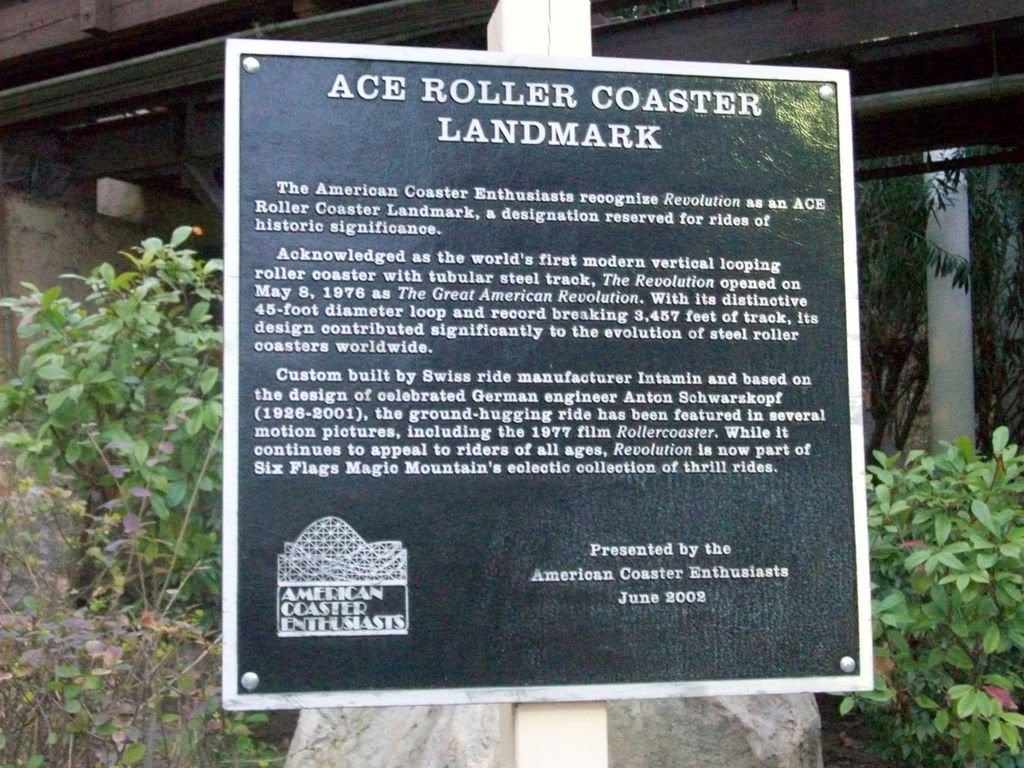 ACE ROLLER COASTER
LANDMARK
The American Coaster Enthusiasts recognize Revolution as an ACE
Roller Coaster Landmark, a designation reserved for rides of
historic significance.
Acknowledged as the world's first modern vertical looping
roller coaster with tubular steel track, The Revolution opened on
May 8, 1976 as The Great American Revolution. With its distinctive
45-foot diameter loop and record breaking 3,457 feet of track, its
design contributed significantly to the evolution of steel roller
coasters worldwide.
Custom built by Swiss ride manufacturer Intamin and based on
the design of celebrated German engineer Anton Schwarzkopf
(1926-2001), the ground-hugging ride has been featured in several
motion pictures, including the 1977 film Rollercoaster. While it
continues to appeal to riders of all ages, Revolution is now part of
Six Flags Magic Mountain's eclectic collection of thrill rides.
Presented by the
American Coaster Enthusiasts
June 2002
AMERICAN
COASTER
ENTHUSIASTS